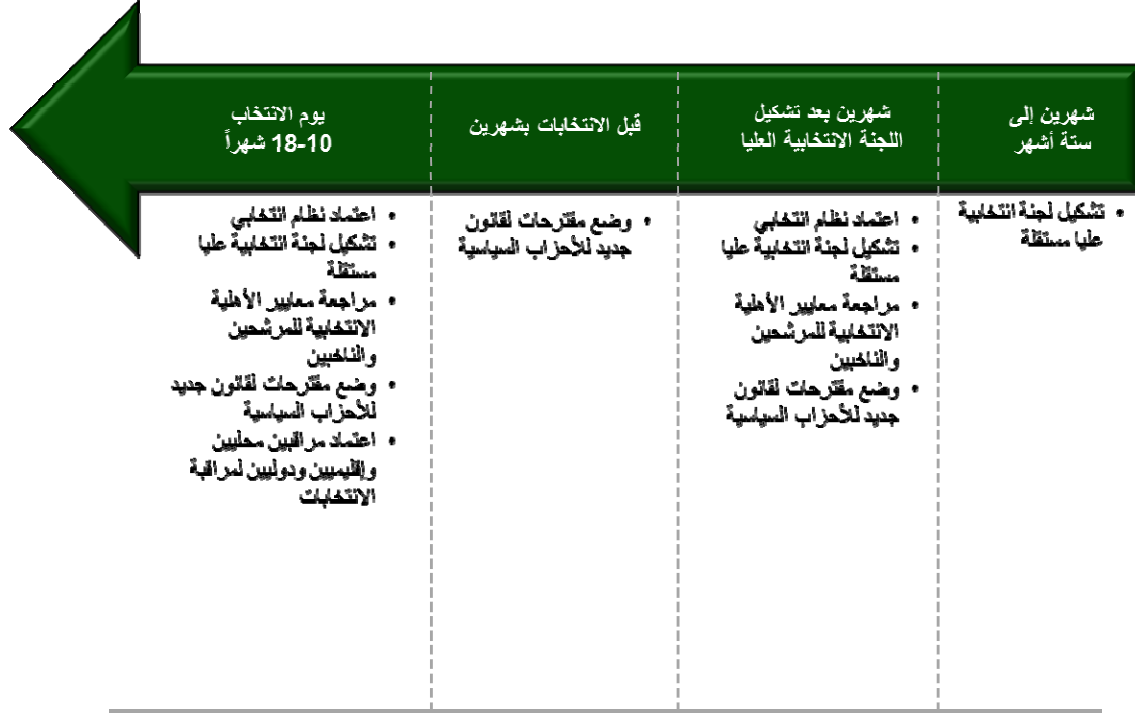 شهرين إلى
ستة أشهر
تشكيل لجنة انتخابية •
عليا مستقلة
شهرين بعد تشكيل
اللجنة الانتخابية العليا
• اعتماد نظام انتخابي
• تشكيل لجنة انتخابية عليا
مستقلة
• مراجعة معايير الأهلية
الانتخابية للمرشحين
والناخبين
• وضع مقترحات لقانون
جديد للأحزاب السياسية
قبل الانتخابات بشهرين
• وضع مقترحات لقانون
جديد للأحزاب السياسية
يوم الانتخاب
10-18 شهراً
• اعتماد نظام انتخابي
• تشكيل لجنة انتخابية عليا
مستقلة
• مراجعة معايير الأهلية
الانتخابية للمرشحين
والناخبين
• وضع مقترحات لقانون جديد
للأحزاب السياسية
• اعتماد مراقبين محليين
وإقليميين ودوليين لمراقبة
الانتخابات